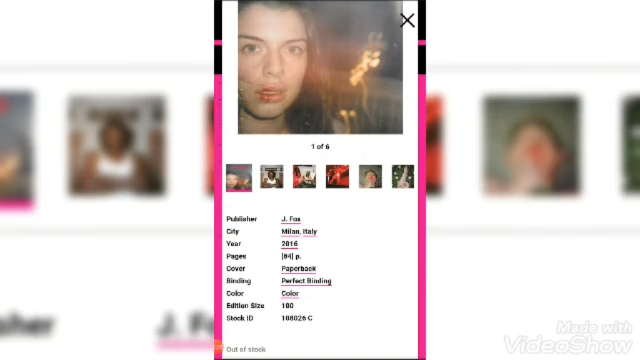 1 of 6
Publisher J. Fox
City Milan, Italy
Year 2016
Pages [84] p.
Cover Paperback
Binding Perfect Binding
Color Color
Edition Size 100
Stock ID 108026 C
Out of stock
Made with
VideoShow